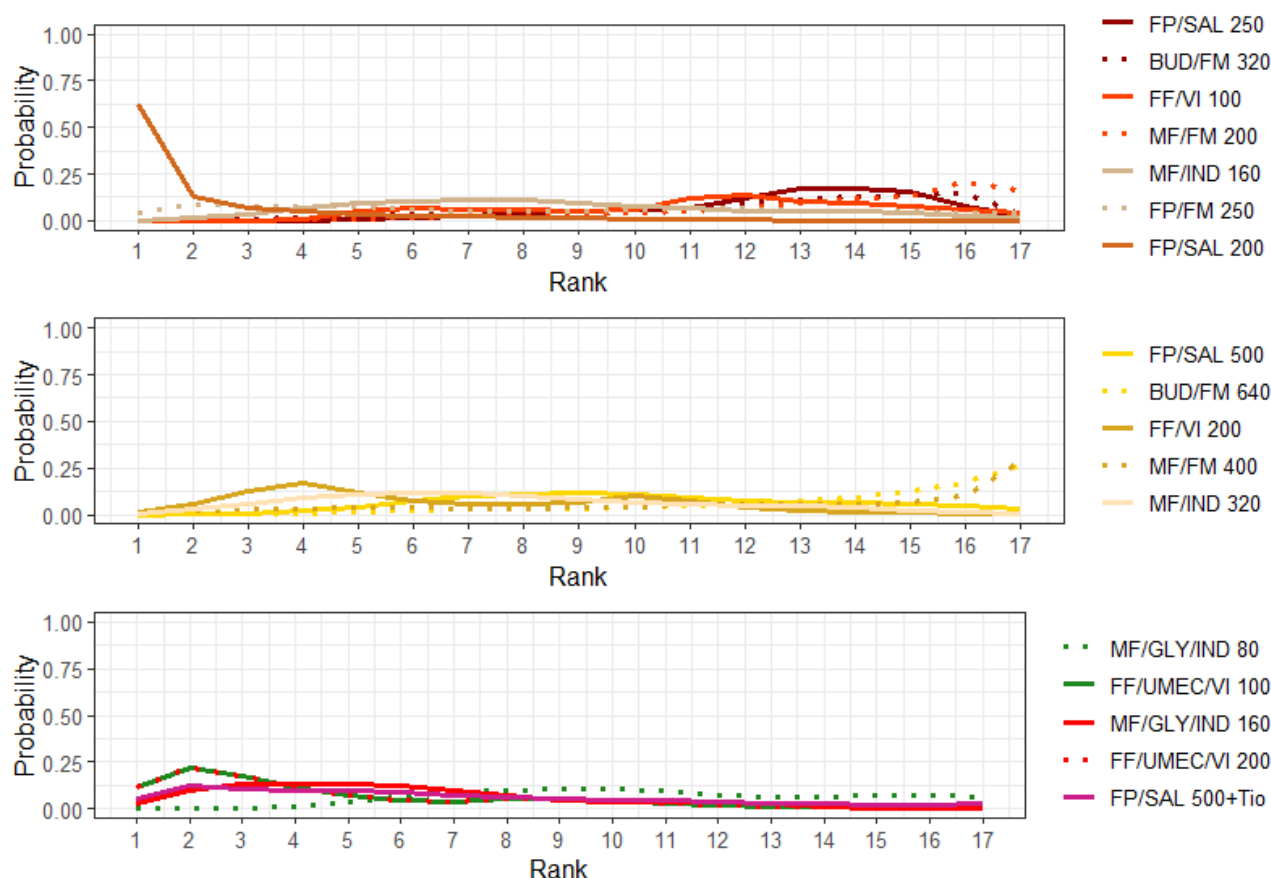 Probability
1.00
0.75
0.50
0.25
0.00
1 2 3 4 5 6 7 8 9 10 11 12 13 14 15 16 17
Rank
FP/SAL 250
BUD/FM 320
FF/VI 100
MF/FM 200
MF/IND 160
FP/FM 250
FP/SAL 200
Probability
1.00
0.75
0.50
0.25
0.00
1 2 3 4 5 6 7 8 9 10 11 12 13 14 15 16 17
Rank
FP/SAL 500
BUD/FM 640
FF/VI 200
MF/FM 400
MF/IND 320
Probability
1.00
0.75
0.50
0.25
0.00
1 2 3 4 5 6 7 8 9 10 11 12 13 14 15 16 17
Rank
MF/GLY/IND 80
FF/UMEC/VI 100
MF/GLY/IND 160
FF/UMEC/VI 200
FP/SAL 500+Tio